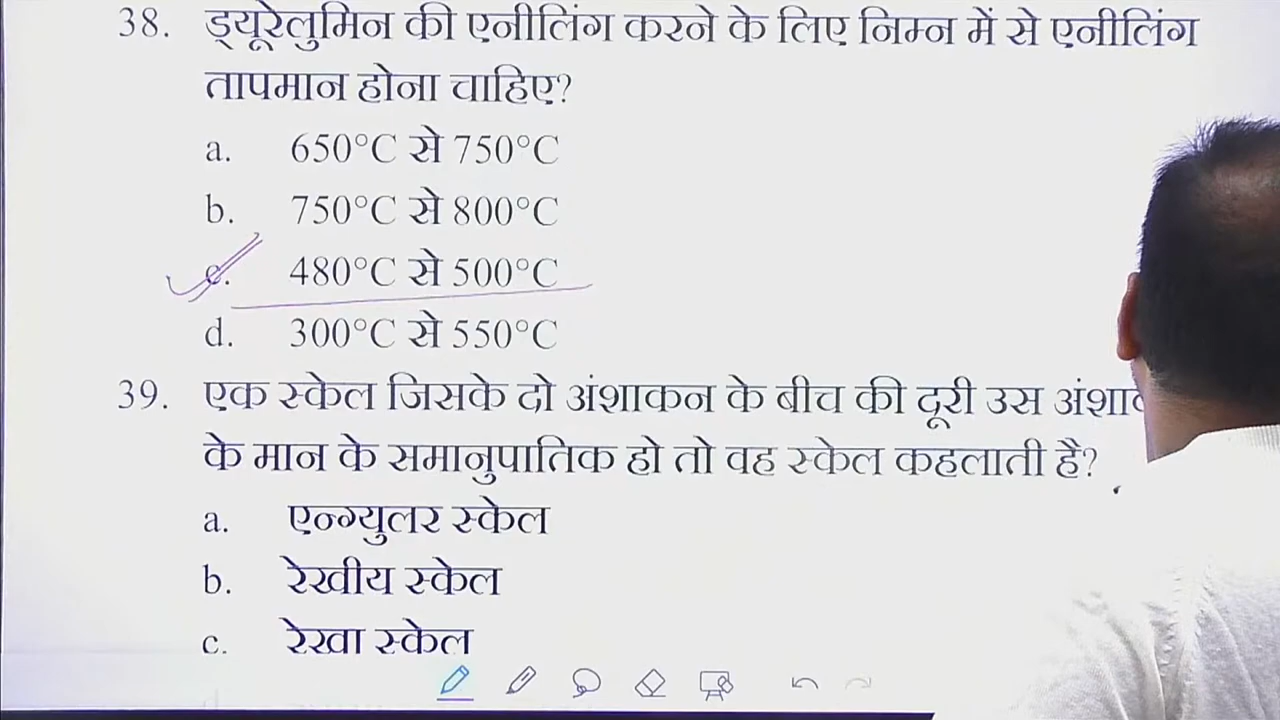 38. ड्यूरेलुमिन की एनीलिंग करने के लिए निम्न में से एनीलिंग
तापमान होना चाहिए?
a. 650°C से 750°C
b. 750°C से 800°C
c. 480°C से 500°C
d. 300°C से 550°C
39. एक स्केल जिसके दो अंशाकन के बीच की दूरी उस
के मान के समानुपातिक हो तो वह स्केल कहलाती है?
a. एन्ग्युलर स्केल
b. रेखीय स्केल
c. रेखा स्केल